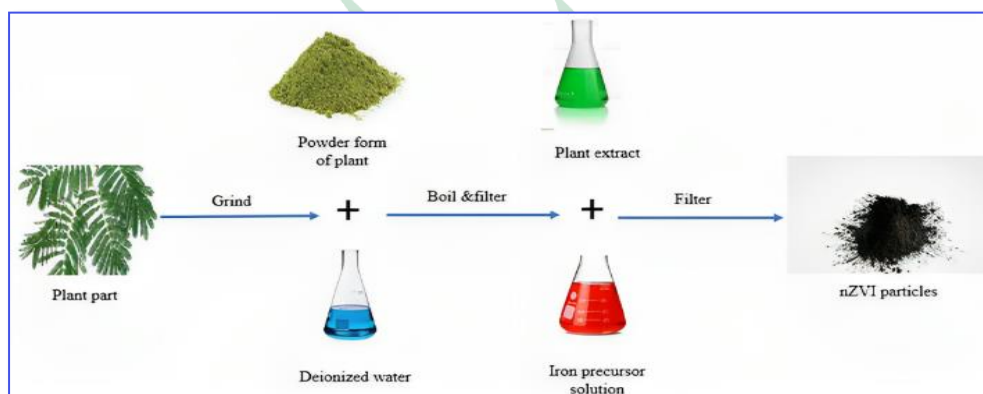 Powder form
of plant
Plant extract
Grind
+
Boil &filter
+
Filter
Plant part
nZVI particles
Deionized water
Iron precursor
solution